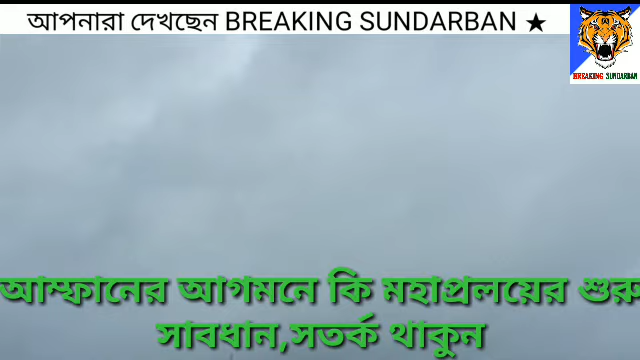 আপনারা দেখছেন BREAKING SUNDARBAN ★
BREAKING SUNDARBAN
আম্ফানের আগমনে কি মহাপ্রলয়ের শুরু
সাবধান,সতর্ক থাকুন